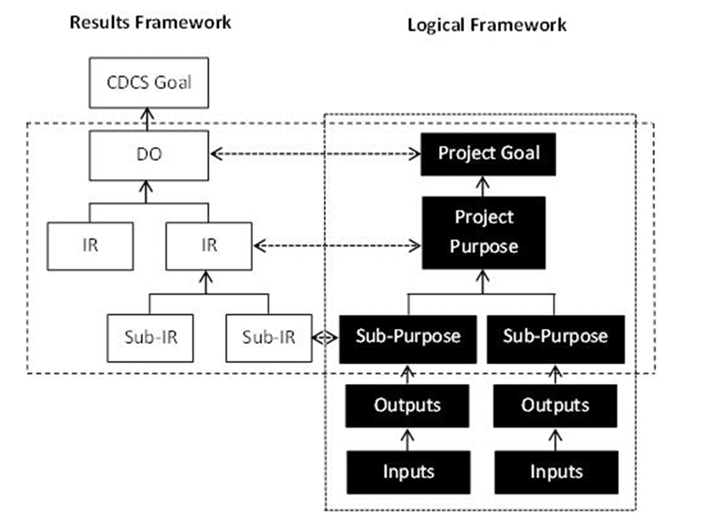 Results Framework
Logical Framework
CDCS Goal
DO
Project Goal
IR
IR
Project
Purpose
Sub-IR
Sub-IR
Sub-Purpose
Sub-Purpose
Outputs
Outputs
Inputs
Inputs